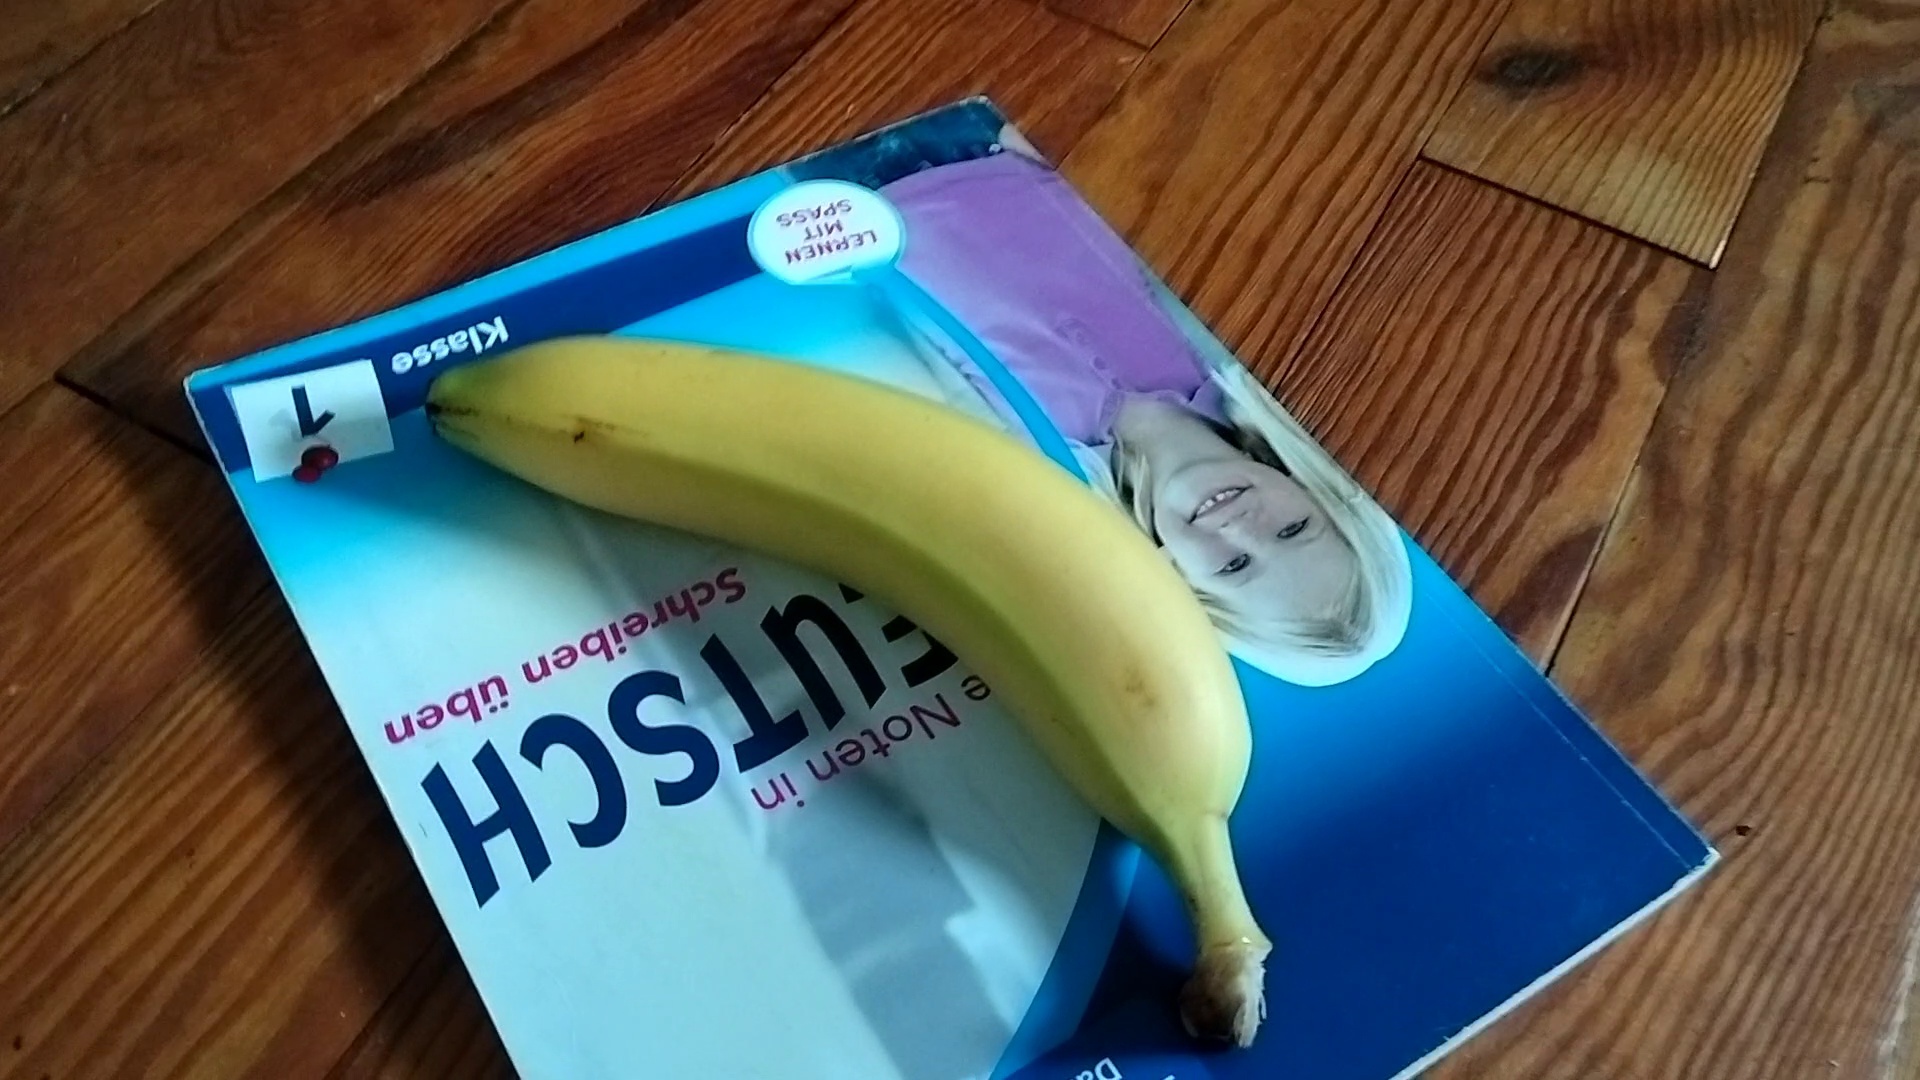 e Noten in
EUTSCH
Schreiben üben
1
Klasse
LERNEN
MIT
SPASS